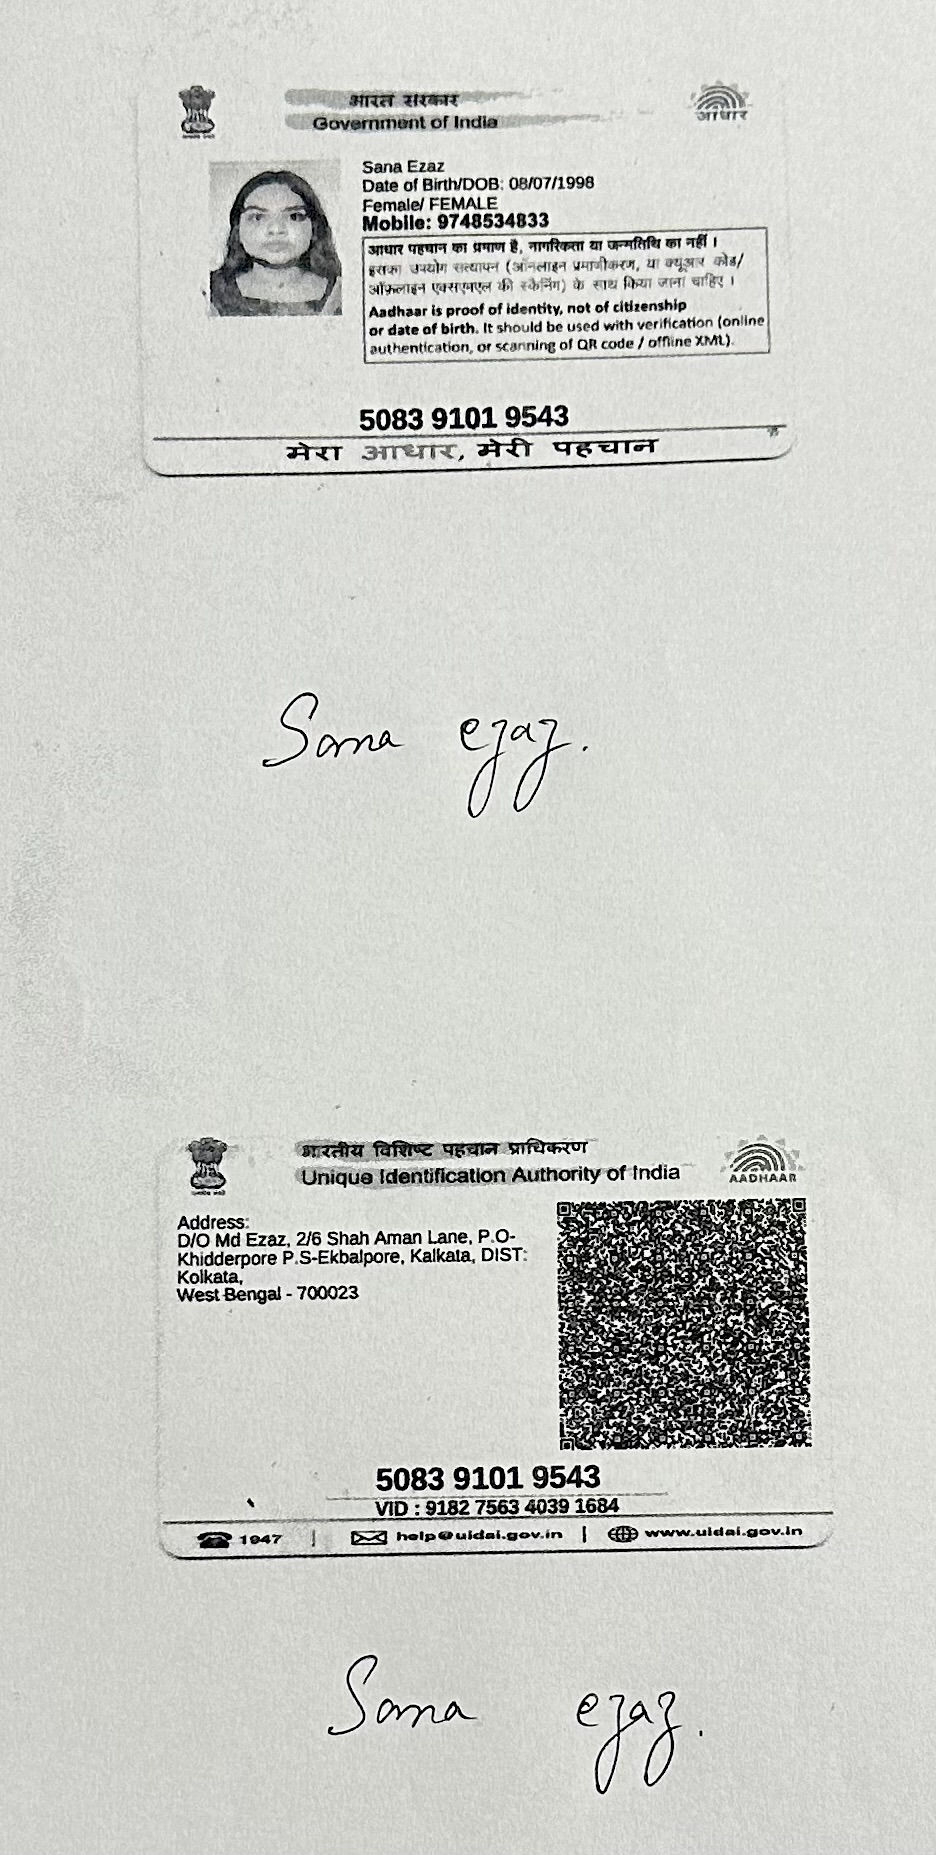 भारत सरकार
Government of India
आधार
Sana Ezaz
Date of Birth/DOB: 08/07/1998
Female/ FEMALE
Mobile: 9748534833
आधार पहचान का प्रमाण है, नागरिकता या जन्मतिथि का नहीं ।
इसका उपयोग सत्यापन (ऑनलाइन प्रमाणीकरण, या क्यूआर कोड/
ऑफ़लाइन एक्सएमएल की स्कैनिंग) के साथ किया जाना चाहिए ।
Aadhaar is proof of identity, not of citizenship
or date of birth. It should be used with verification (online
authentication, or scanning of QR code / offline XML).
5083 9101 9543
मेरा आधार, मेरी पहचान
Sana ezaz.
भारतीय विशिष्ट पहचान प्राधिकरण
Unique Identification Authority of India
AADHAAR
Address:
D/O Md Ezaz, 2/6 Shah Aman Lane, P.O-
Khidderpore P.S-Ekbalpore, Kalkata, DIST:
Kolkata,
West Bengal - 700023
5083 9101 9543
VID : 9182 7563 4039 1684
1947 | help@uidai.gov.in | www.uidai.gov.in
Sana ezaz.